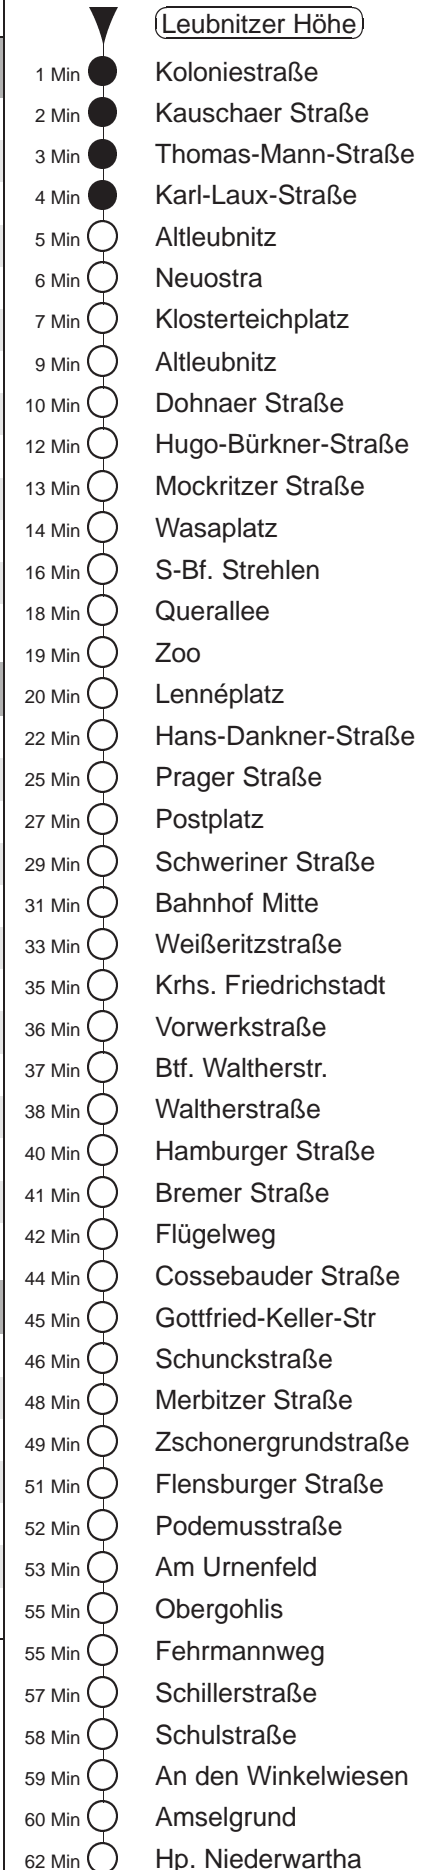 Leubnitzer Höhe
1 Min Koloniestraße
2 Min Kauschaer Straße
3 Min Thomas-Mann-Straße
4 Min Karl-Laux-Straße
5 Min Altleubnitz
6 Min Neuostra
7 Min Klosterteichplatz
9 Min Altleubnitz
10 Min Dohnaer Straße
12 Min Hugo-Bürkner-Straße
13 Min Mockritzer Straße
14 Min Wasaplatz
16 Min S-Bf. Strehlen
18 Min Querallee
19 Min Zoo
20 Min Lennéplatz
22 Min Hans-Dankner-Straße
25 Min Prager Straße
27 Min Postplatz
29 Min Schweriner Straße
31 Min Bahnhof Mitte
33 Min Weißeritzstraße
35 Min Krhs. Friedrichstadt
36 Min Vorwerkstraße
37 Min Btf. Waltherstr.
38 Min Waltherstraße
40 Min Hamburger Straße
41 Min Bremer Straße
42 Min Flügelweg
44 Min Cossebauder Straße
45 Min Gottfried-Keller-Str
46 Min Schunckstraße
48 Min Merbitzer Straße
49 Min Zschonergrundstraße
51 Min Flensburger Straße
52 Min Podemusstraße
53 Min Am Urnenfeld
55 Min Obergohlis
55 Min Fehrmannweg
57 Min Schillerstraße
58 Min Schulstraße
59 Min An den Winkelwiesen
60 Min Amselgrund
62 Min Hp. Niederwartha